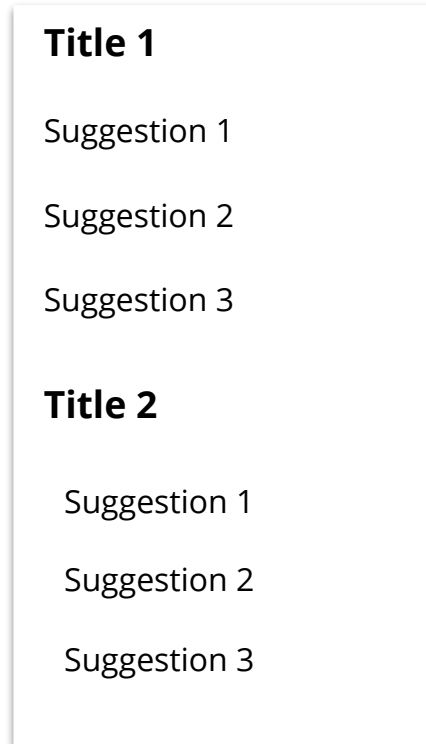 Title 1
Suggestion 1
Suggestion 2
Suggestion 3
Title 2
Suggestion 1
Suggestion 2
Suggestion 3